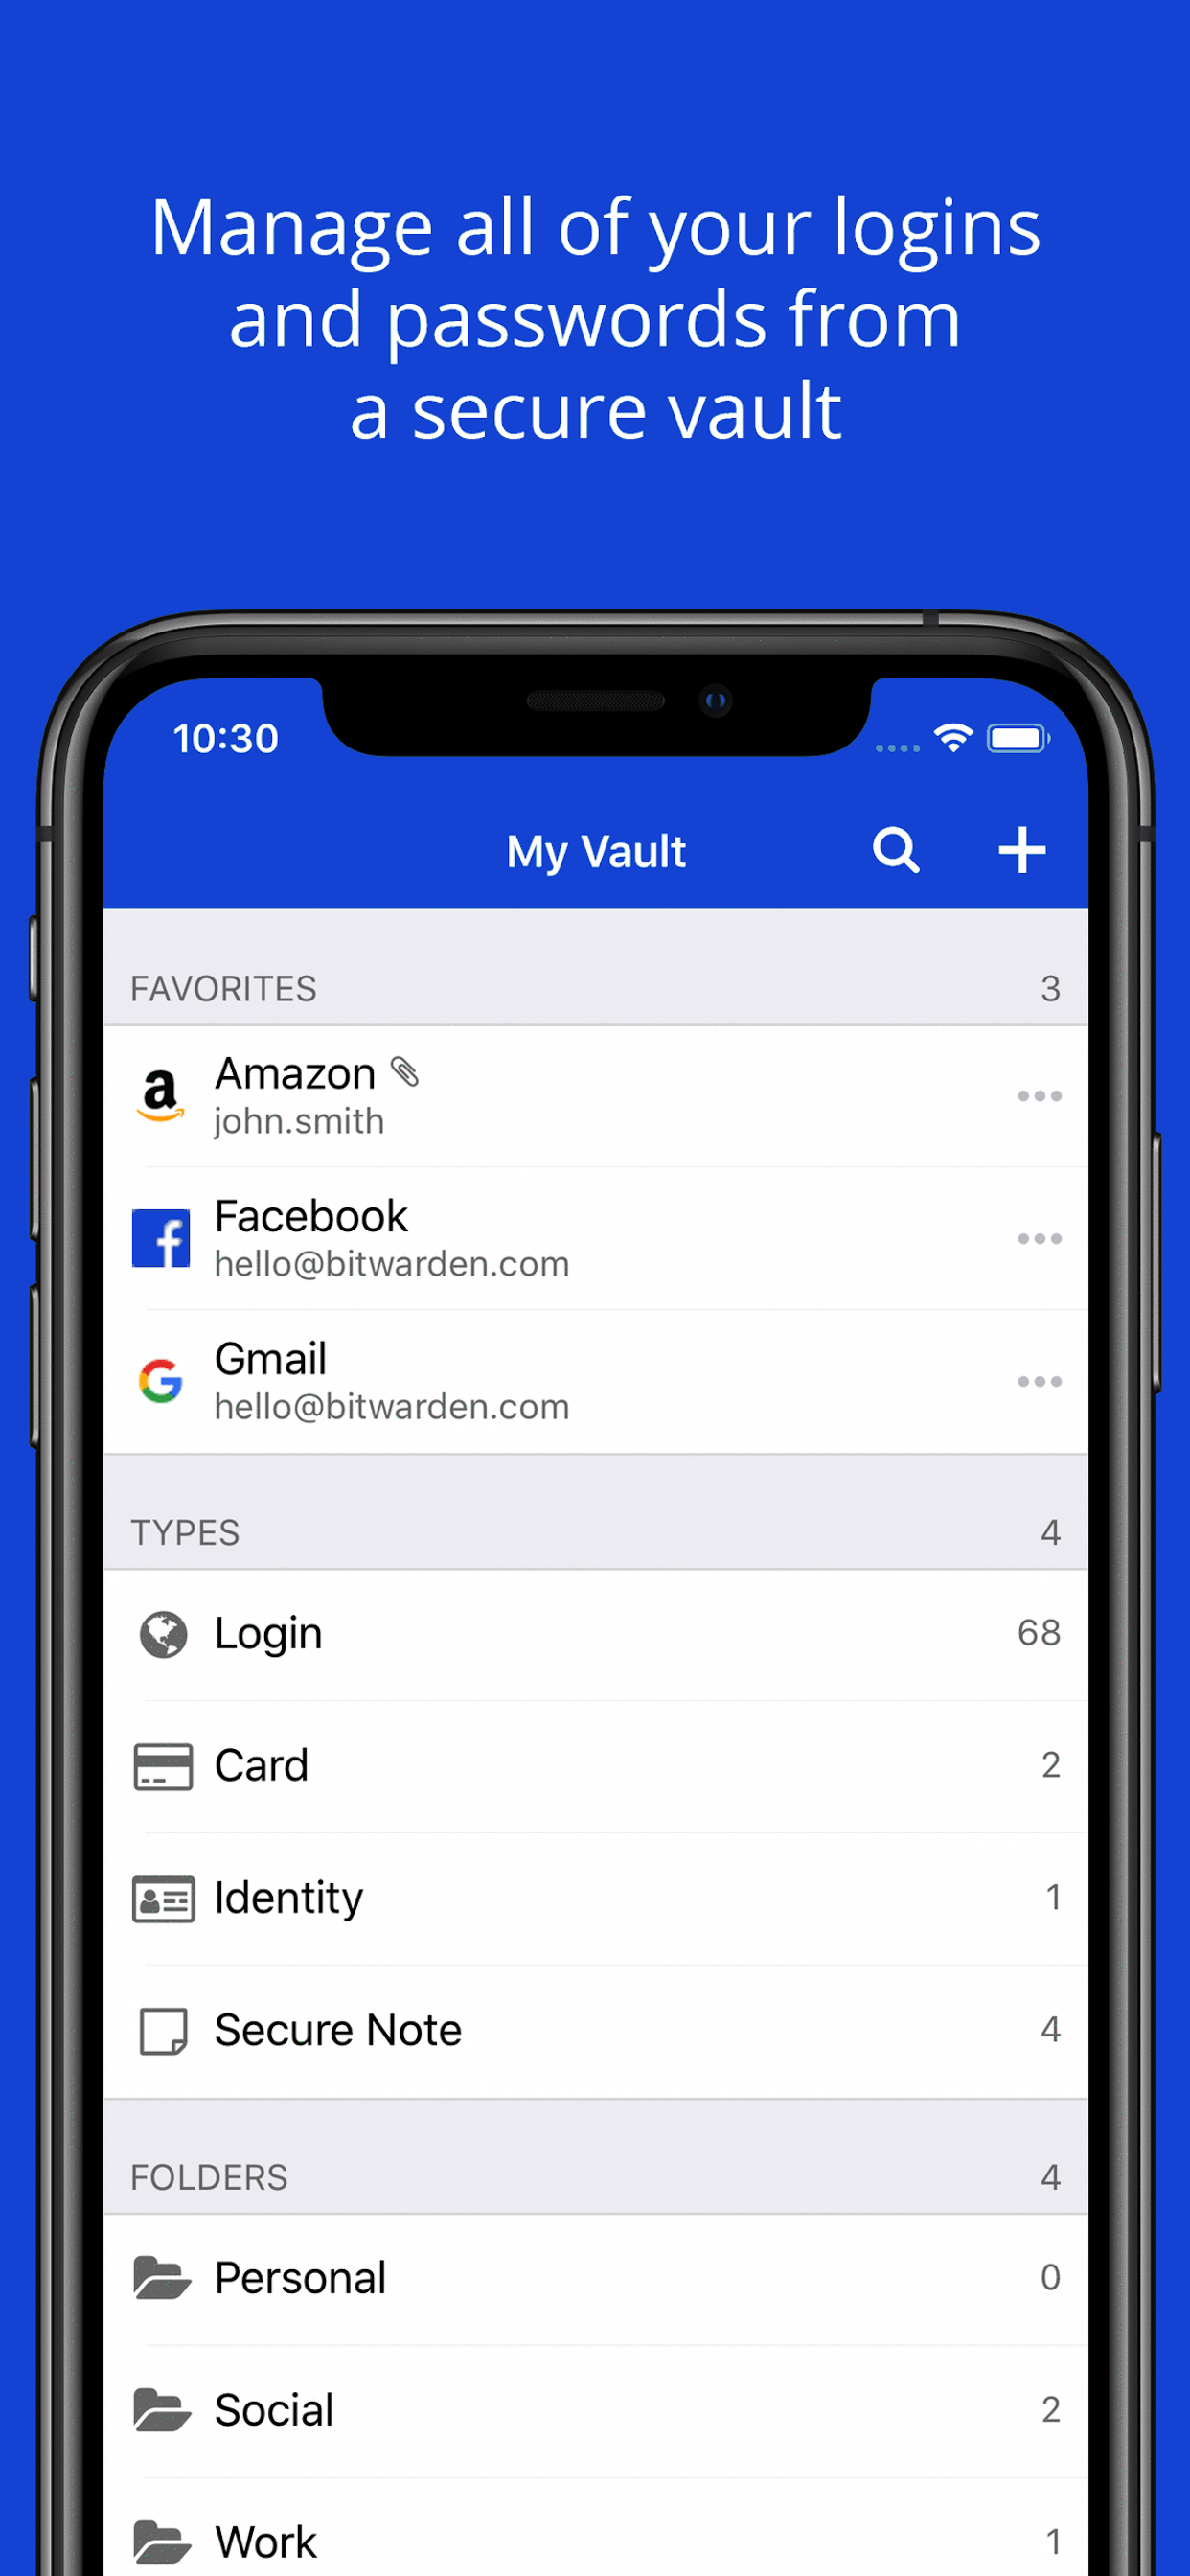 Manage all of your logins
and passwords from
a secure vault
10:30
My Vault
FAVORITES 3
Amazon
john.smith
Facebook
hello@bitwarden.com
Gmail
hello@bitwarden.com
TYPES 4
Login 68
Card 2
Identity 1
Secure Note 4
FOLDERS 4
Personal 0
Social 2
Work 1